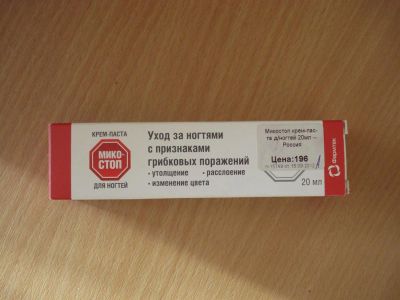 КРЕМ-ПАСТА
МИКО-
СТОП
ДЛЯ НОГТЕЙ
Уход за ногтями
с признаками
грибковых поражений
· утолщение · расслоение
· изменение цвета
Микостоп крем-пас-
та д/ногтей 20мл –
Россия
Цена:196
20 мл
Фармтек